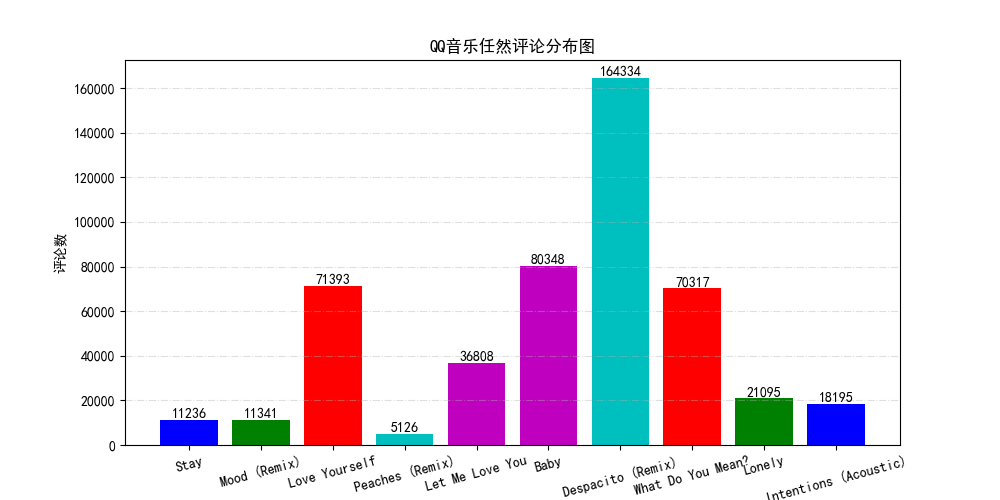 QQ音乐任然评论分布图
评论数
160000
140000
120000
100000
80000
60000
40000
20000
0
11236
11341
71393
5126
36808
80348
164334
70317
21095
18195
Stay
Mood (Remix)
Love Yourself
Peaches (Remix)
Let Me Love You
Baby
Despacito (Remix)
What Do You Mean?
Lonely
Intentions (Acoustic)